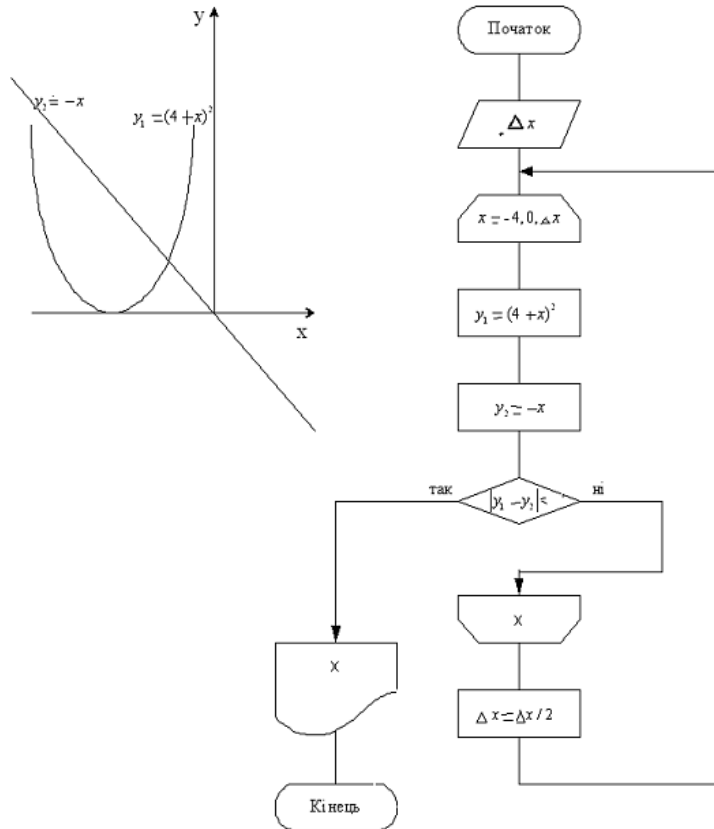 y
y₂ = −x
y₁ = (4 + x)²
x
Початок
Δx
x = -4, 0, Δx
y₁ = (4 + x)²
y₂ = −x
так
|y₁ − y₂| <
ні
x
x
Δx = Δx / 2
Кінець